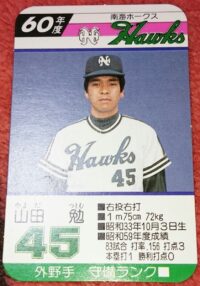 60年度
南海ホークス
NH
Hawks
NH
Hawks
45
山田 勉
45
■右投右打
■1m75cm 72kg
■昭和33年10月3日生
■昭和59年度成績
83試合 打率.156 打点3
本塁打1 勝利打点0
外野手 守備ランク■